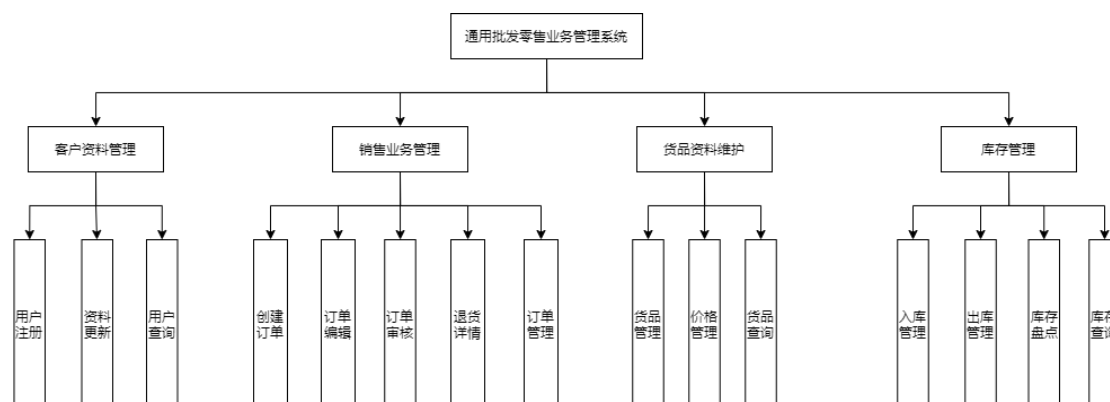 通用批发零售业务管理系统
客户资料管理
销售业务管理
货品资料维护
库存管理
用户
注册
资料
更新
用户
查询
创建
订单
订单
编辑
订单
审核
退货
详情
订单
管理
货品
管理
价格
管理
货品
查询
入库
管理
出库
管理
库存
盘点
库存
查询